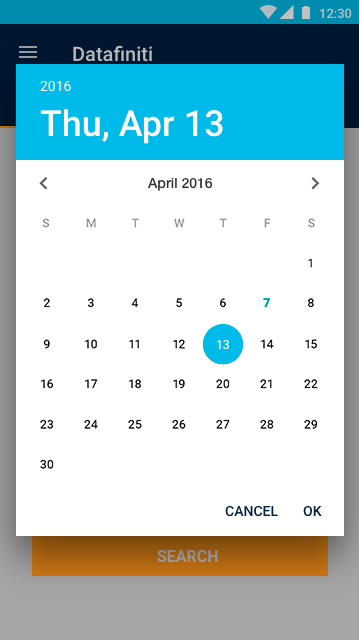 12:30
Datafiniti
2016
Thu, Apr 13
April 2016
S M T W T F S
1
2 3 4 5 6 7 8
9 10 11 12 13 14 15
16 17 18 19 20 21 22
23 24 25 26 27 28 29
30
CANCEL OK
SEARCH